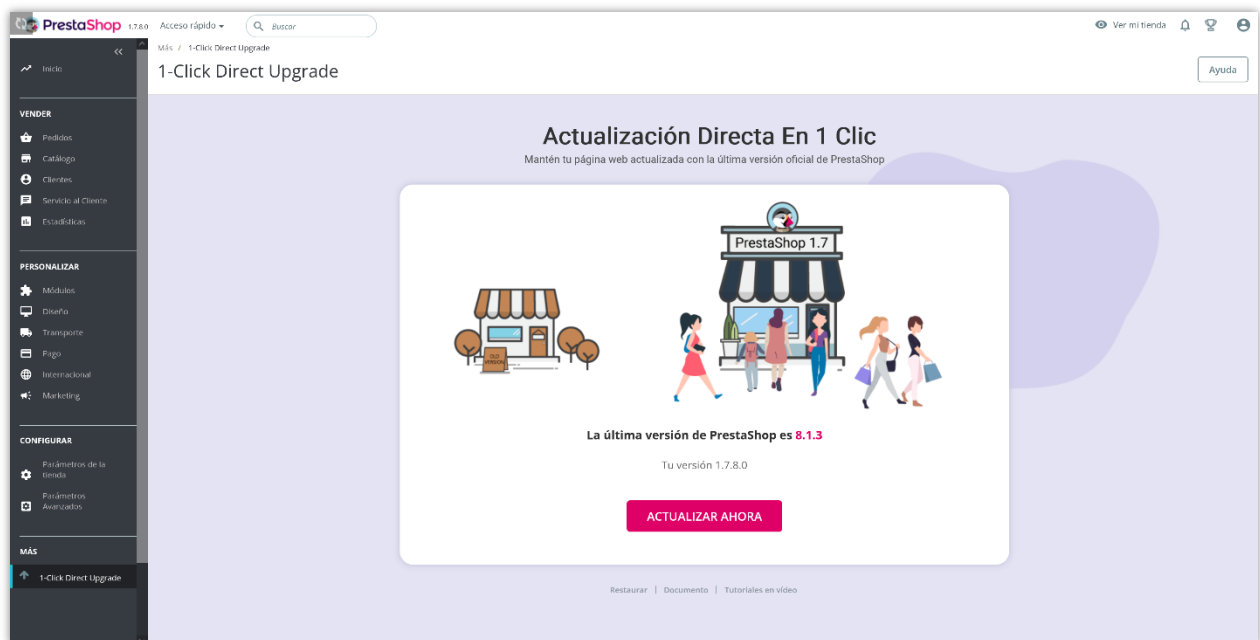 PrestaShop 1.7.8.0 Acceso rápido Buscar Ver mi tienda
Más / 1-Click Direct Upgrade
1-Click Direct Upgrade
Ayuda
Inicio
VENDER
Pedidos
Catálogo
Clientes
Servicio al Cliente
Estadísticas
PERSONALIZAR
Módulos
Diseño
Transporte
Pago
Internacional
Marketing
CONFIGURAR
Parámetros de la
tienda
Parámetros
Avanzados
MÁS
1-Click Direct Upgrade
Actualización Directa En 1 Clic
Mantén tu página web actualizada con la última versión oficial de PrestaShop
PrestaShop 1.7
OLD
VERSION
La última versión de PrestaShop es 8.1.3
Tu versión 1.7.8.0
ACTUALIZAR AHORA
Restaurar | Documento | Tutoriales en vídeo